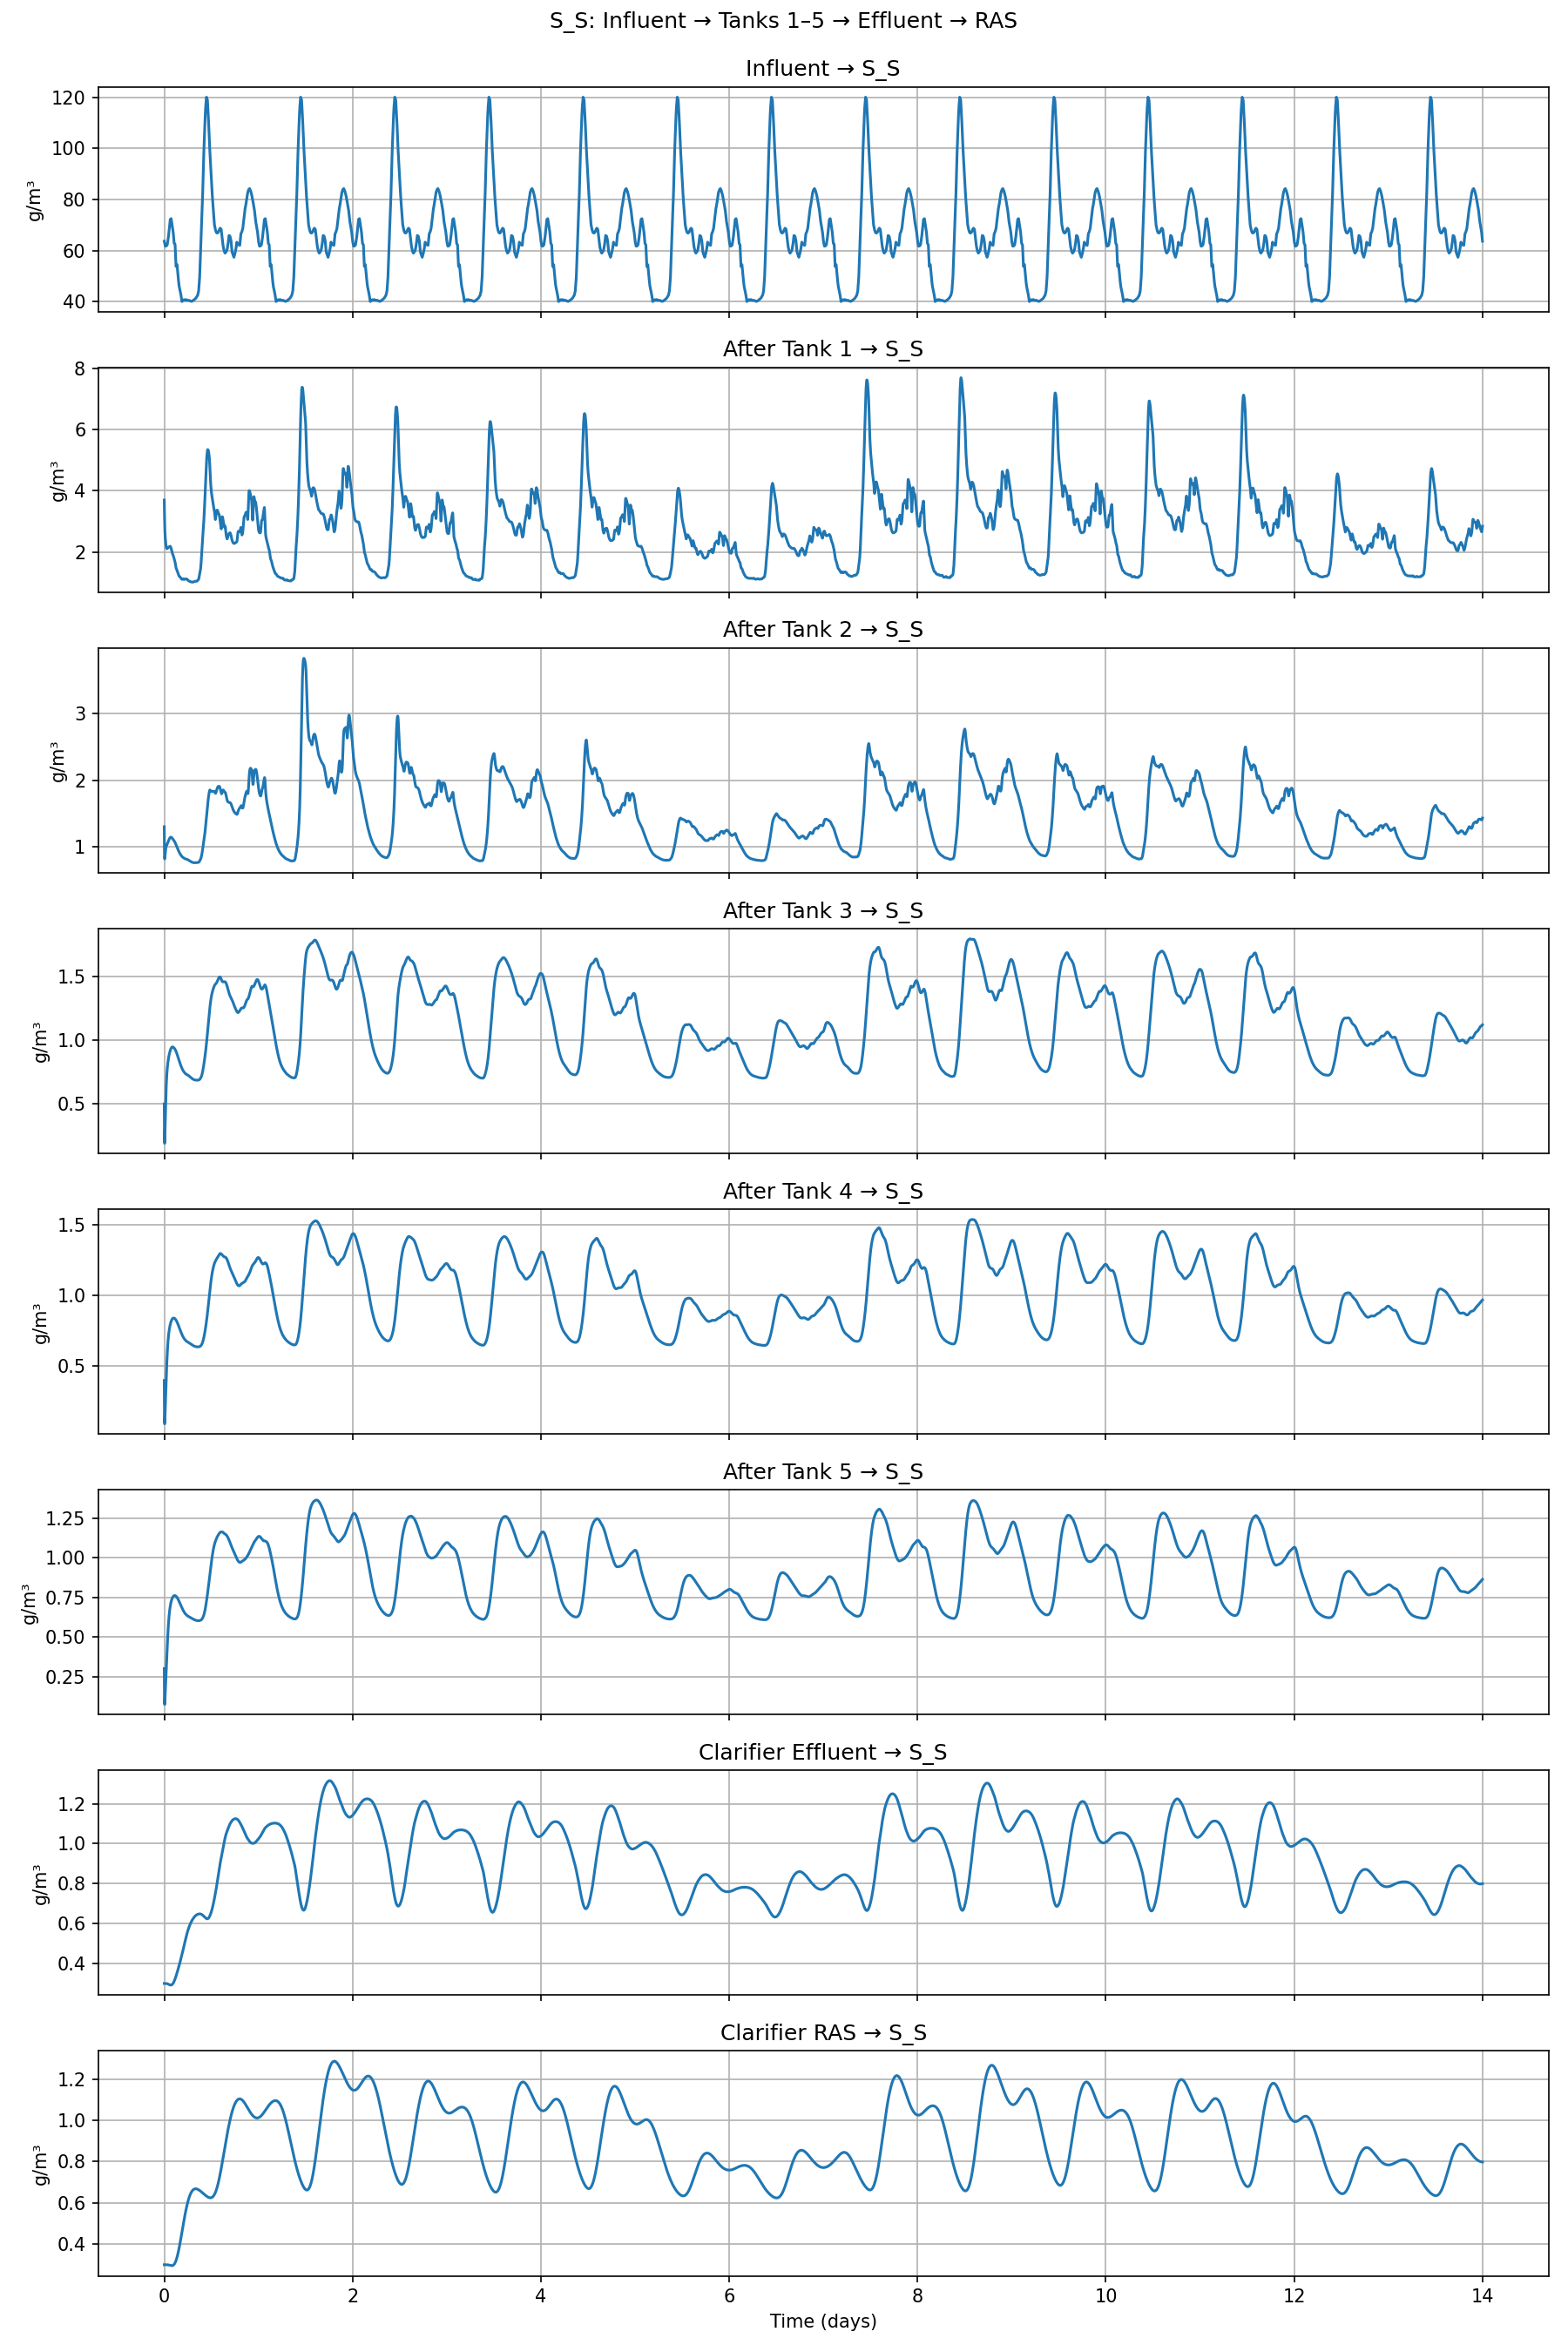 S_S: Influent → Tanks 1–5 → Effluent → RAS
Influent → S_S
g/m³
120
100
80
60
40
After Tank 1 → S_S
g/m³
8
6
4
2
After Tank 2 → S_S
g/m³
3
2
1
After Tank 3 → S_S
g/m³
1.5
1.0
0.5
After Tank 4 → S_S
g/m³
1.5
1.0
0.5
After Tank 5 → S_S
g/m³
1.25
1.00
0.75
0.50
0.25
Clarifier Effluent → S_S
g/m³
1.2
1.0
0.8
0.6
0.4
Clarifier RAS → S_S
g/m³
1.2
1.0
0.8
0.6
0.4
0 2 4 6 8 10 12 14
Time (days)